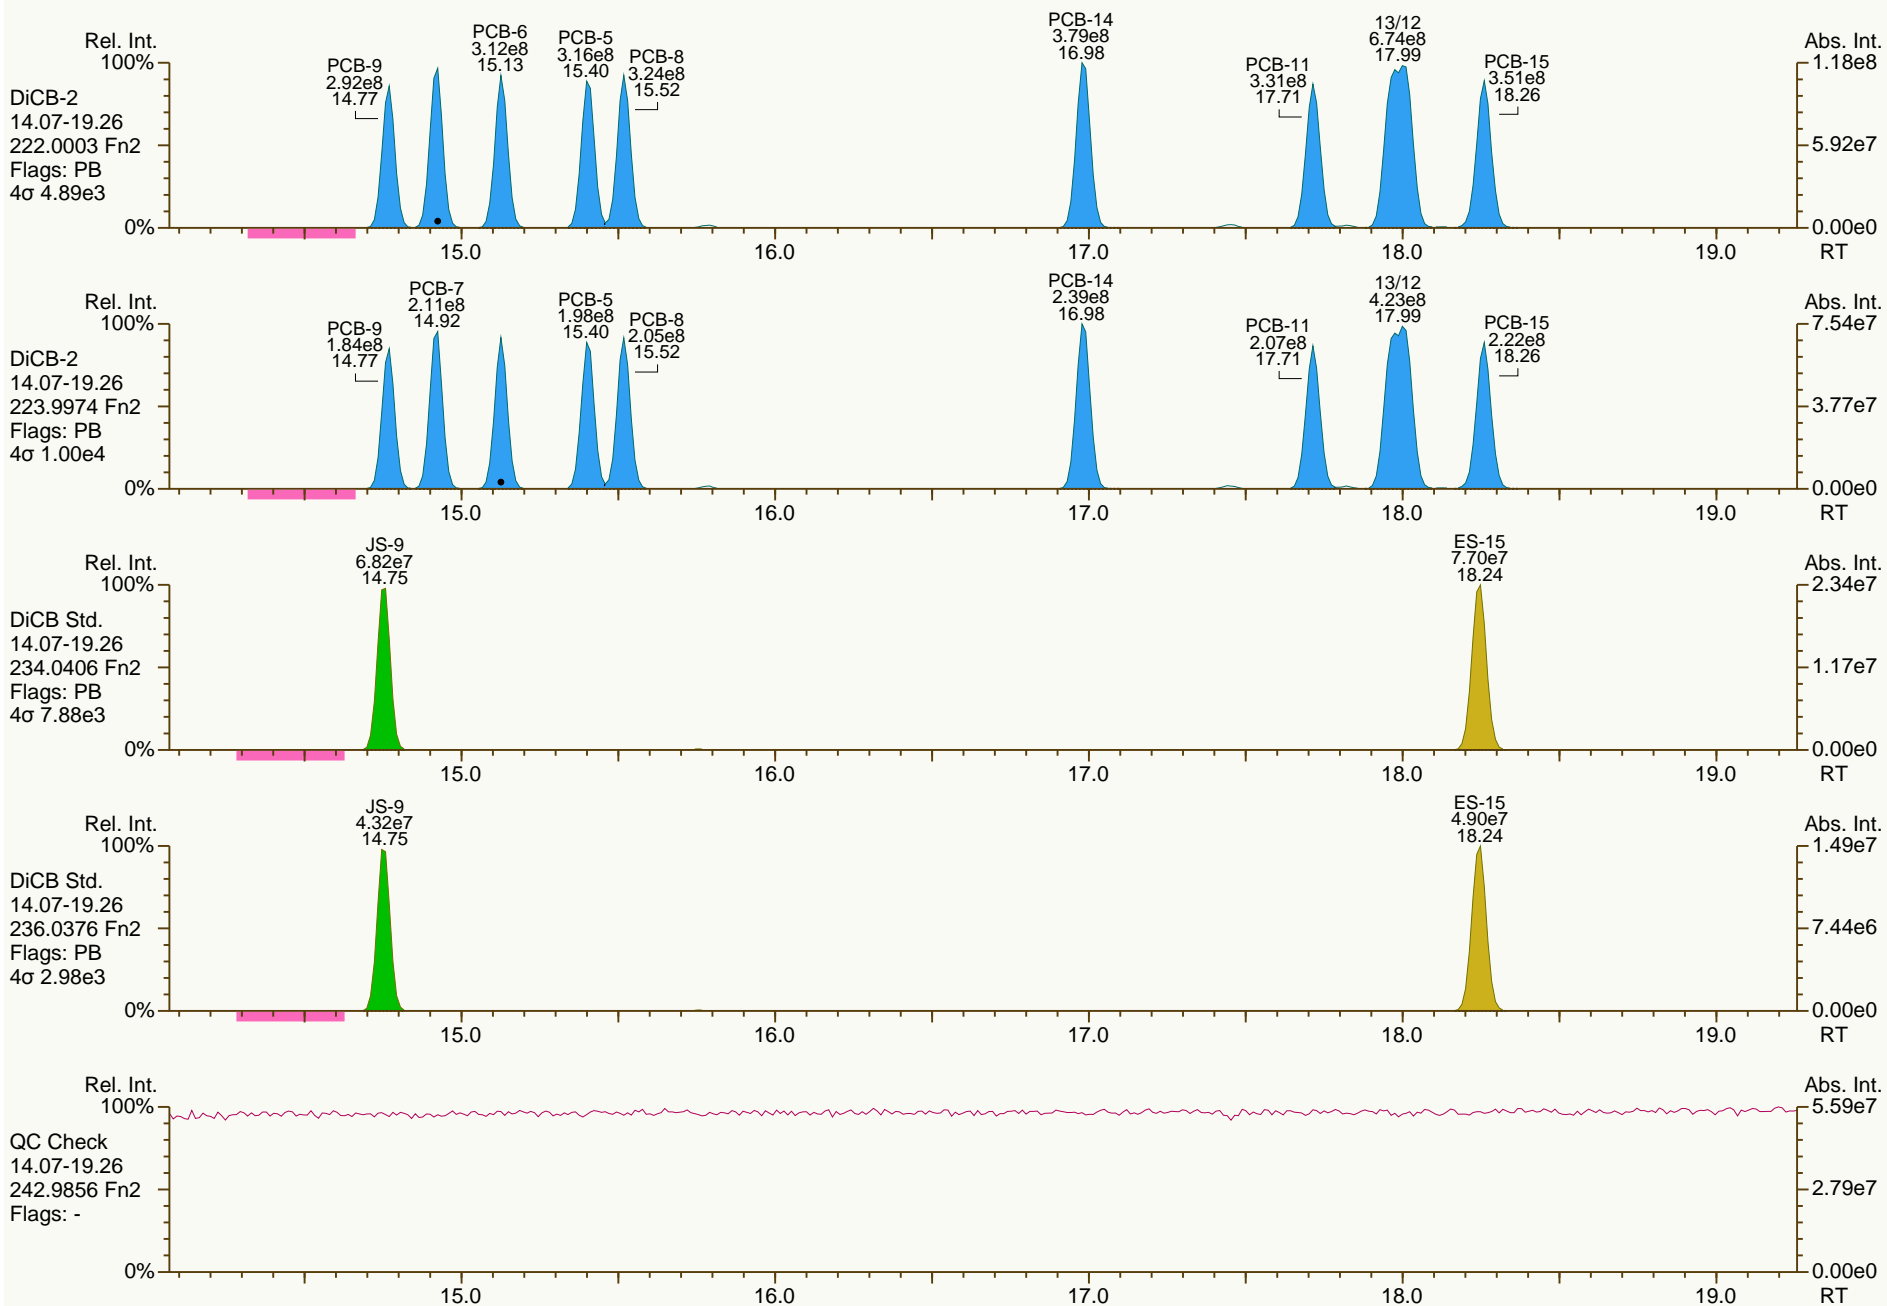 Rel. Int.
100%
0%
DiCB-2
14.07-19.26
222.0003 Fn2
Flags: PB
4σ 4.89e3
PCB-9
2.92e8
14.77
PCB-6
3.12e8
15.13
PCB-5
3.16e8
15.40
PCB-8
3.24e8
15.52
PCB-14
3.79e8
16.98
PCB-11
3.31e8
17.71
13/12
6.74e8
17.99
PCB-15
3.51e8
18.26
Abs. Int.
1.18e8
5.92e7
0.00e0
15.0 16.0 17.0 18.0 19.0 RT
Rel. Int.
100%
0%
DiCB-2
14.07-19.26
223.9974 Fn2
Flags: PB
4σ 1.00e4
PCB-9
1.84e8
14.77
PCB-7
2.11e8
14.92
PCB-5
1.98e8
15.40
PCB-8
2.05e8
15.52
PCB-14
2.39e8
16.98
PCB-11
2.07e8
17.71
13/12
4.23e8
17.99
PCB-15
2.22e8
18.26
Abs. Int.
7.54e7
3.77e7
0.00e0
15.0 16.0 17.0 18.0 19.0 RT
Rel. Int.
100%
0%
DiCB Std.
14.07-19.26
234.0406 Fn2
Flags: PB
4σ 7.88e3
JS-9
6.82e7
14.75
ES-15
7.70e7
18.24
Abs. Int.
2.34e7
1.17e7
0.00e0
15.0 16.0 17.0 18.0 19.0 RT
Rel. Int.
100%
0%
DiCB Std.
14.07-19.26
236.0376 Fn2
Flags: PB
4σ 2.98e3
JS-9
4.32e7
14.75
ES-15
4.90e7
18.24
Abs. Int.
1.49e7
7.44e6
0.00e0
15.0 16.0 17.0 18.0 19.0 RT
Rel. Int.
100%
0%
QC Check
14.07-19.26
242.9856 Fn2
Flags: -
Abs. Int.
5.59e7
2.79e7
0.00e0
15.0 16.0 17.0 18.0 19.0 RT